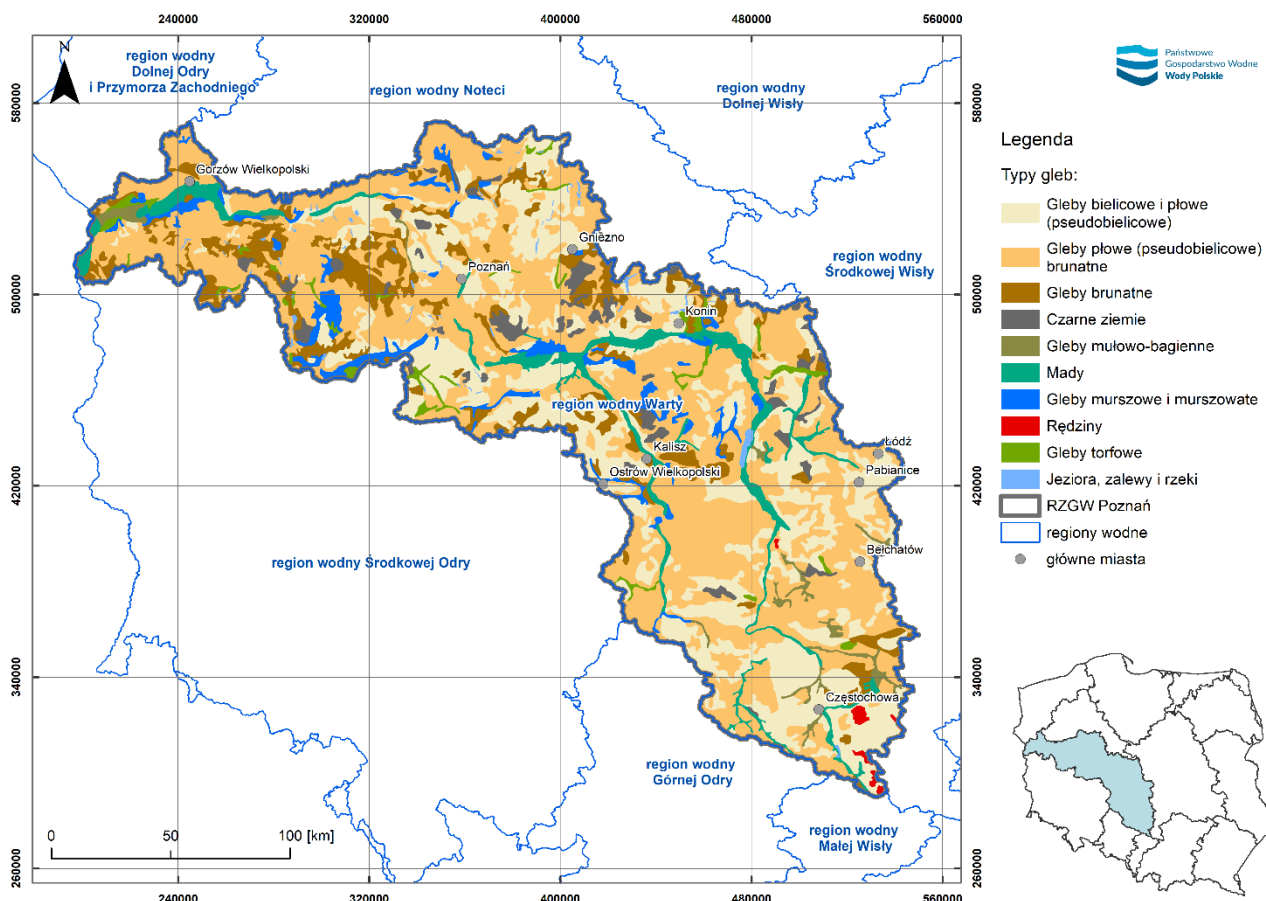 240000
320000
400000
480000
560000
N
region wodny
Dolnej Odry
i Przymorza Zachodniego
region wodny Noteci
region wodny
Dolnej Wisły
region wodny
Środkowej Wisły
region wodny Warty
region wodny Środkowej Odry
region wodny
Górnej Odry
region wodny
Małej Wisły
Gorzów Wielkopolski
Gniezno
Poznań
Konin
Kalisz
Ostrów Wielkopolski
Łódź
Pabianice
Bełchatów
Częstochowa
580000
500000
420000
340000
260000
580000
500000
420000
340000
260000
0
50
100 [km]
240000
320000
400000
480000
560000
Państwowe
Gospodarstwo Wodne
Wody Polskie
Legenda
Typy gleb:
Gleby bielicowe i płowe
(pseudobielicowe)
Gleby płowe (pseudobielicowe)
brunatne
Gleby brunatne
Czarne ziemie
Gleby mułowo-bagienne
Mady
Gleby murszowe i murszowate
Rędziny
Gleby torfowe
Jeziora, zalewy i rzeki
RZGW Poznań
regiony wodne
główne miasta